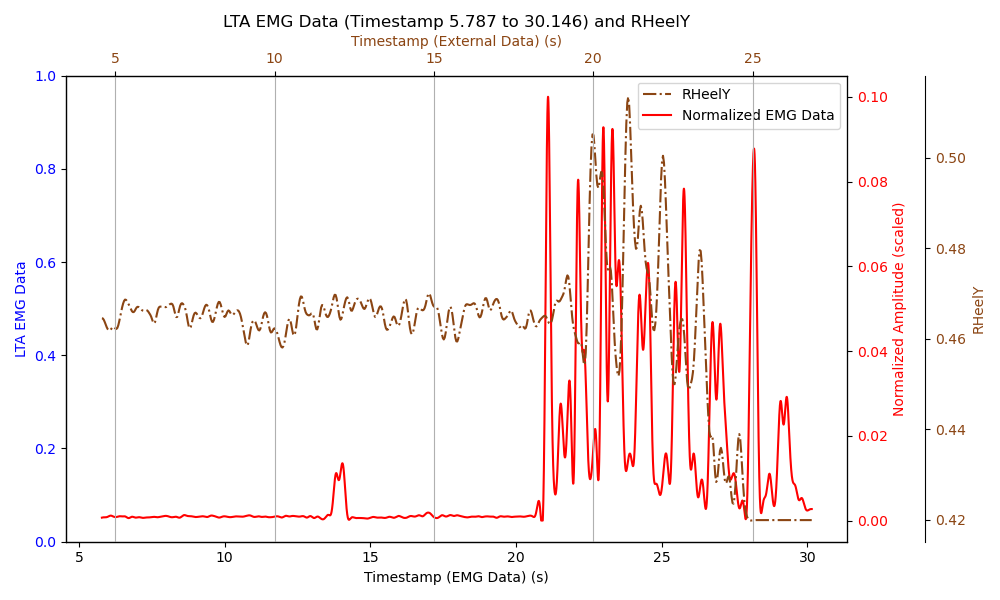 LTA EMG Data (Timestamp 5.787 to 30.146) and RHeelY
Timestamp (External Data) (s)
5 10 15 20 25
RHeelY
Normalized EMG Data
LTA EMG Data
1.0
0.8
0.6
0.4
0.2
0.0
0.10
0.08
0.06
0.04
0.02
0.00
Normalized Amplitude (scaled)
0.50
0.48
0.46
0.44
0.42
RHeelY
5 10 15 20 25 30
Timestamp (EMG Data) (s)